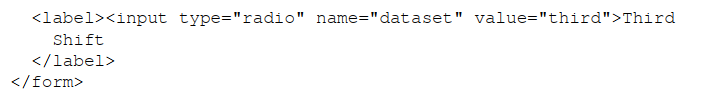 <label><input type="radio" name="dataset" value="third">Third
Shift
</label>
</form>